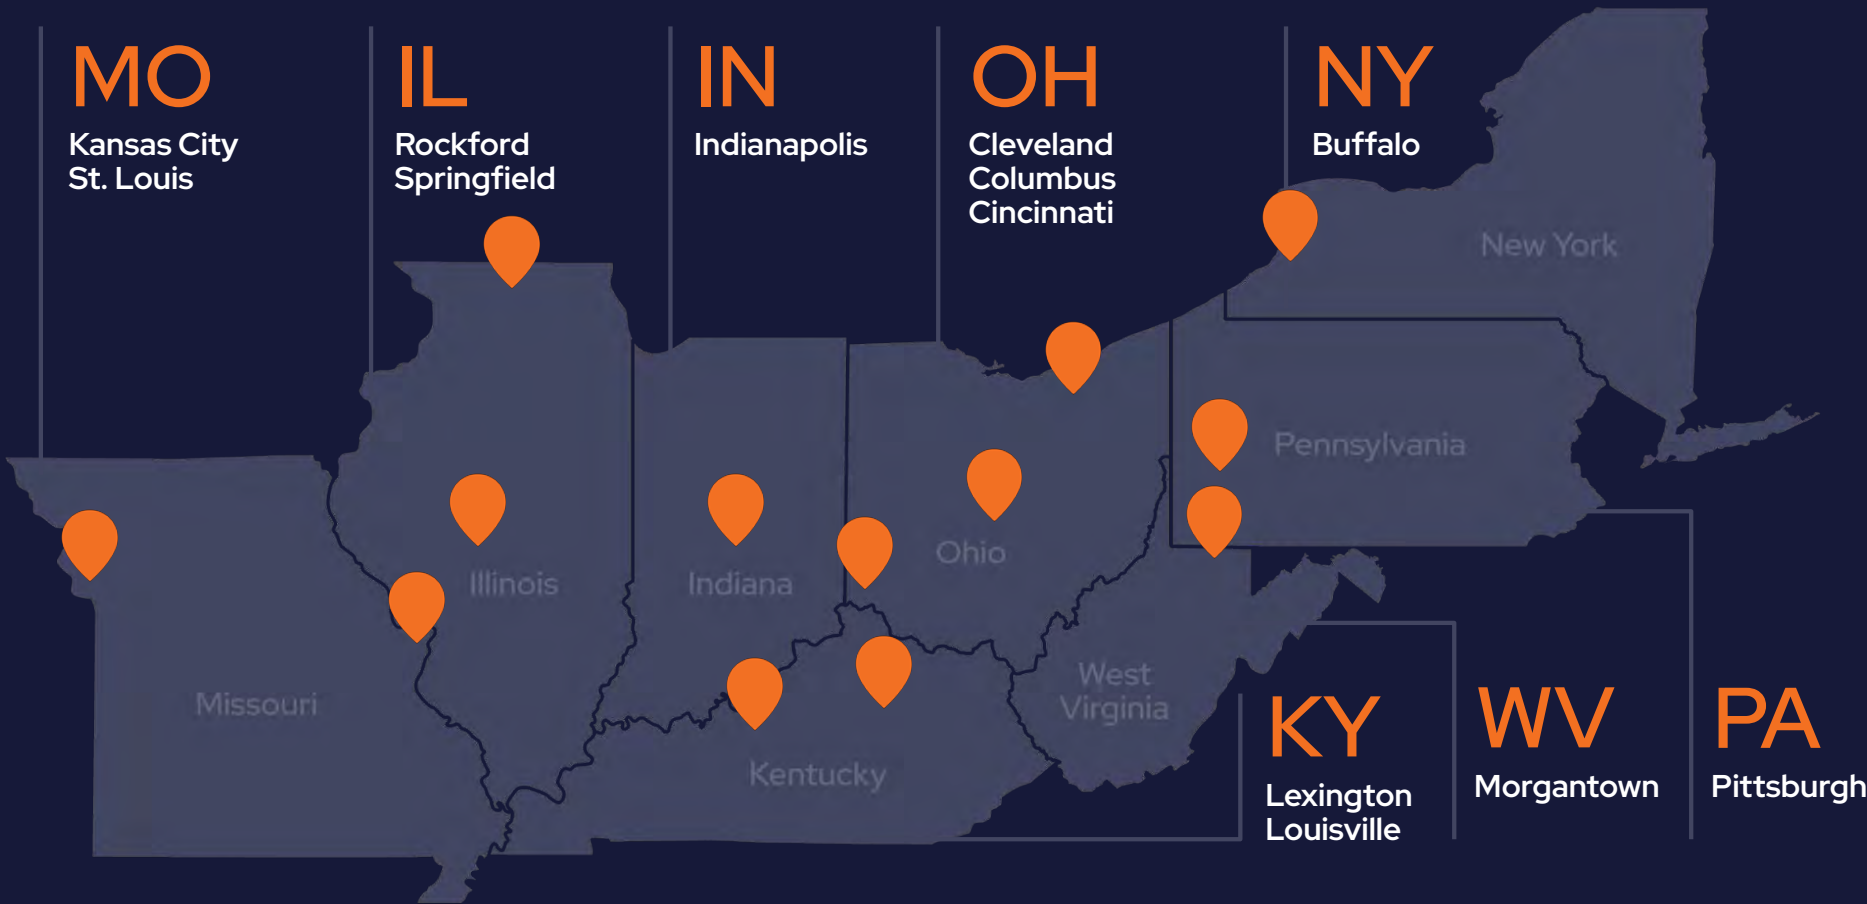 MO
Kansas City
St. Louis
IL
Rockford
Springfield
IN
Indianapolis
OH
Cleveland
Columbus
Cincinnati
NY
Buffalo
New York
Pennsylvania
Ohio
Illinois
Indiana
Missouri
West
Virginia
Kentucky
KY
Lexington
Louisville
WV
Morgantown
PA
Pittsburgh